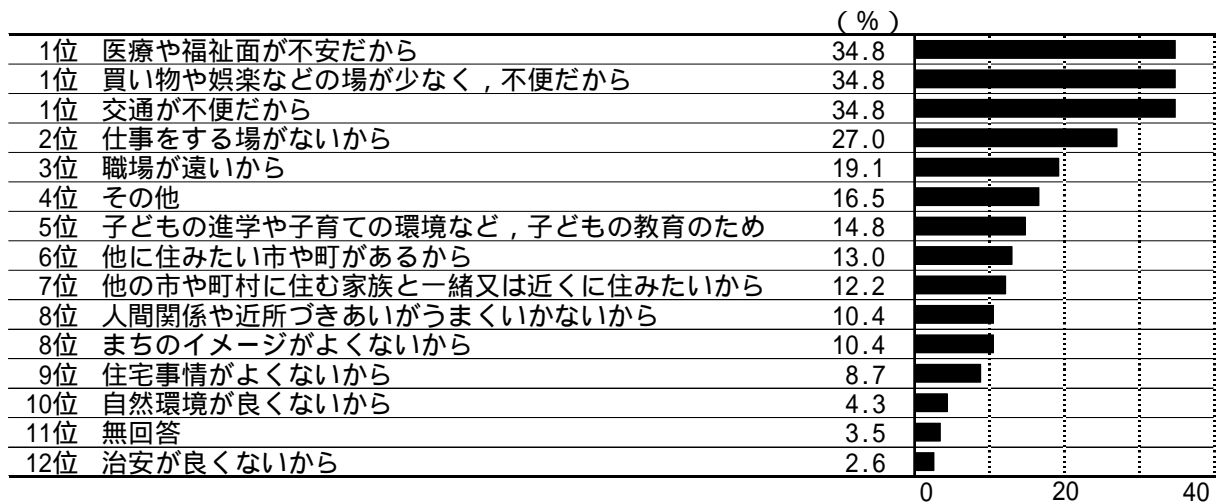 （％）
1位 医療や福祉面が不安だから 34.8
1位 買い物や娯楽などの場が少なく，不便だから 34.8
1位 交通が不便だから 34.8
2位 仕事をする場がないから 27.0
3位 職場が遠いから 19.1
4位 その他 16.5
5位 子どもの進学や子育ての環境など，子どもの教育のため 14.8
6位 他に住みたい市や町があるから 13.0
7位 他の市や町村に住む家族と一緒又は近くに住みたいから 12.2
8位 人間関係や近所づきあいがうまくいかないから 10.4
8位 まちのイメージがよくないから 10.4
9位 住宅事情がよくないから 8.7
10位 自然環境が良くないから 4.3
11位 無回答 3.5
12位 治安が良くないから 2.6
0 20 40